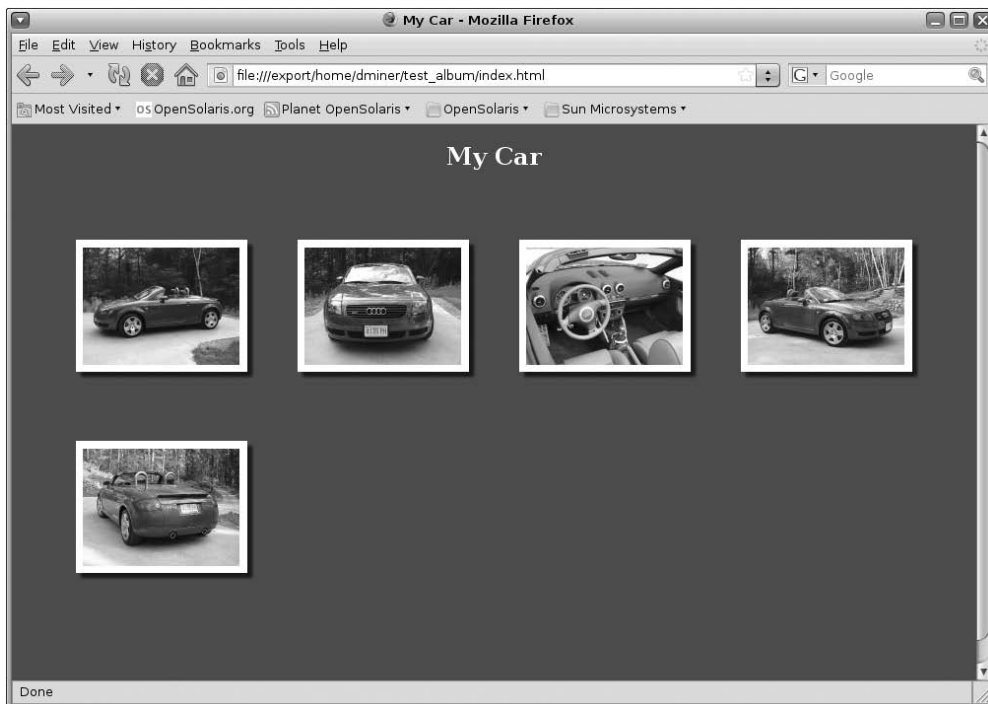 My Car - Mozilla Firefox
File Edit View History Bookmarks Tools Help
file:///export/home/dminer/test_album/index.html
G Google
Most Visited OS OpenSolaris.org Planet OpenSolaris OpenSolaris Sun Microsystems
My Car
Done